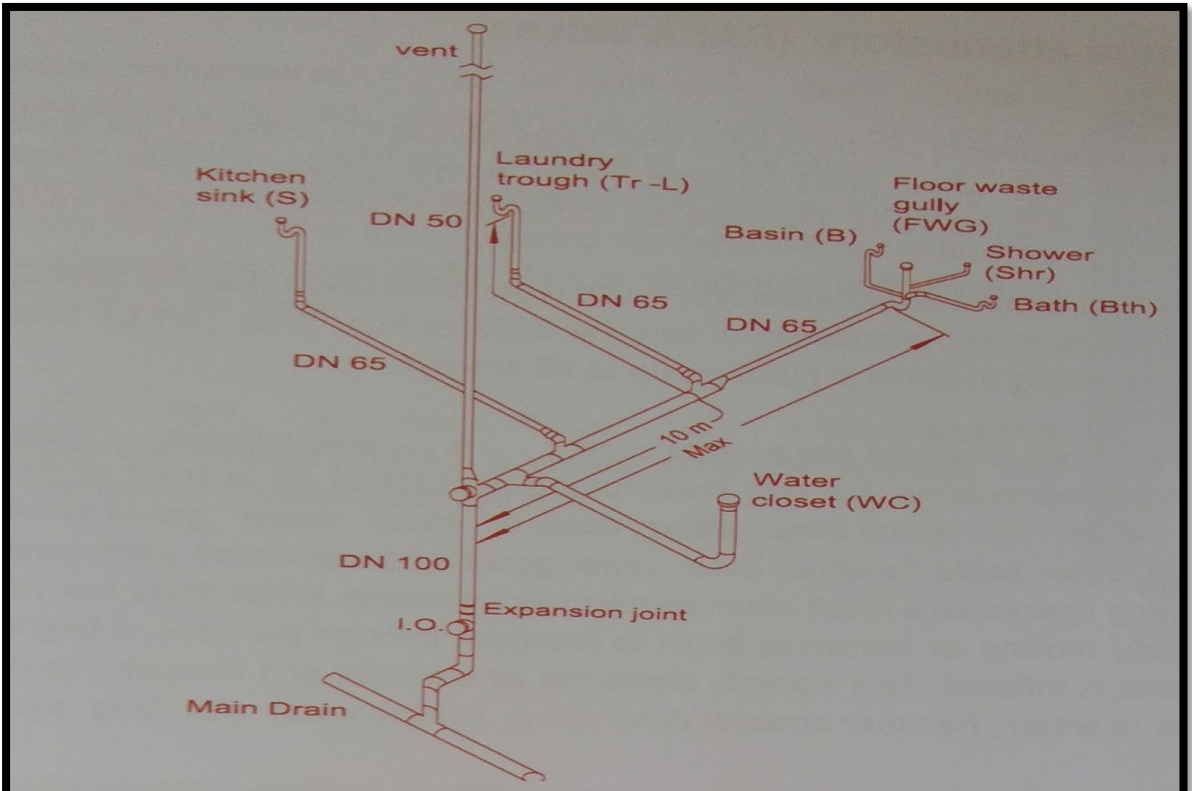 vent
Kitchen
sink (S)
Laundry
trough (Tr -L)
DN 50
Floor waste
gully
(FWG)
Basin (B)
Shower
(Shr)
Bath (Bth)
DN 65
DN 65
DN 65
10 m
Max
Water
closet (WC)
DN 100
Expansion joint
I.O.
Main Drain